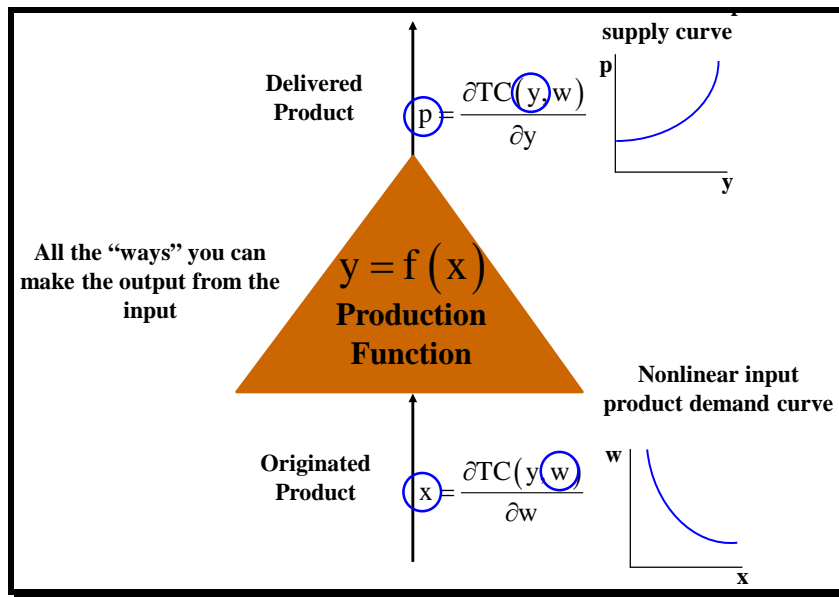 supply curve
Delivered
Product
p = ∂TC(y,w) / ∂y
p
y
All the “ways” you can
make the output from the
input
y = f(x)
Production
Function
Nonlinear input
product demand curve
Originated
Product
x = ∂TC(y,w) / ∂w
w
x